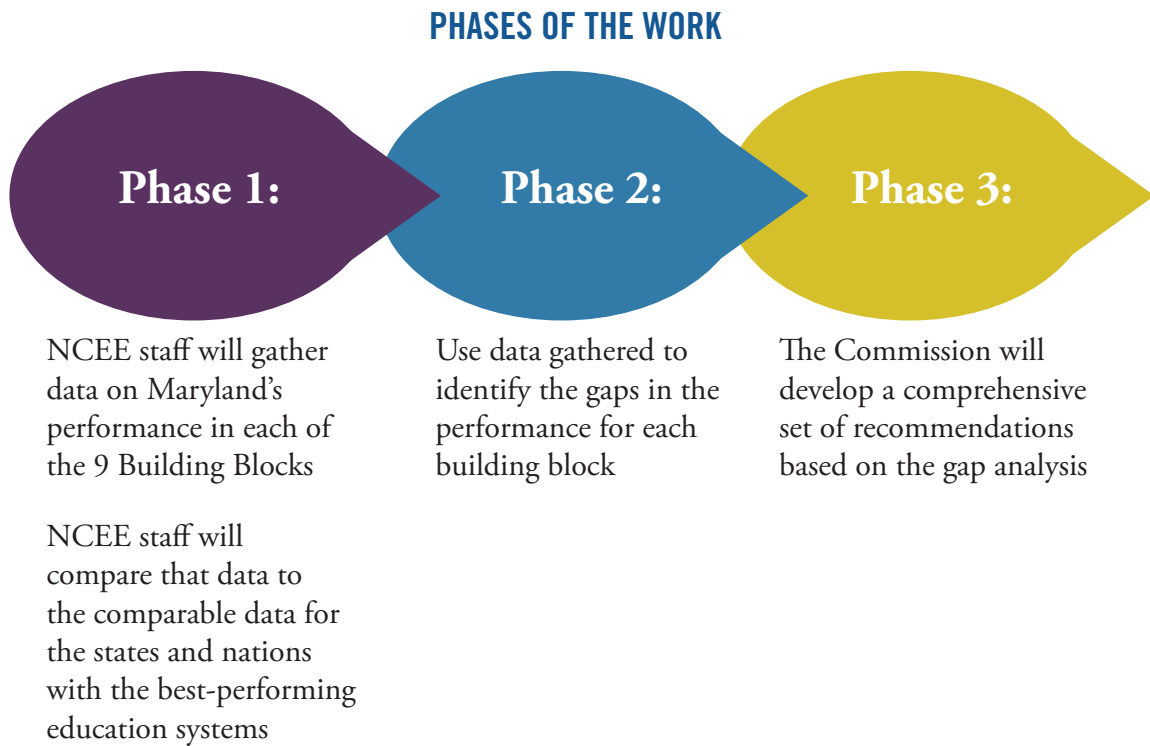 PHASES OF THE WORK
Phase 1:
NCEE staff will gather
data on Maryland’s
performance in each of
the 9 Building Blocks
NCEE staff will
compare that data to
the comparable data for
the states and nations
with the best-performing
education systems
Phase 2:
Use data gathered to
identify the gaps in the
performance for each
building block
Phase 3:
The Commission will
develop a comprehensive
set of recommendations
based on the gap analysis